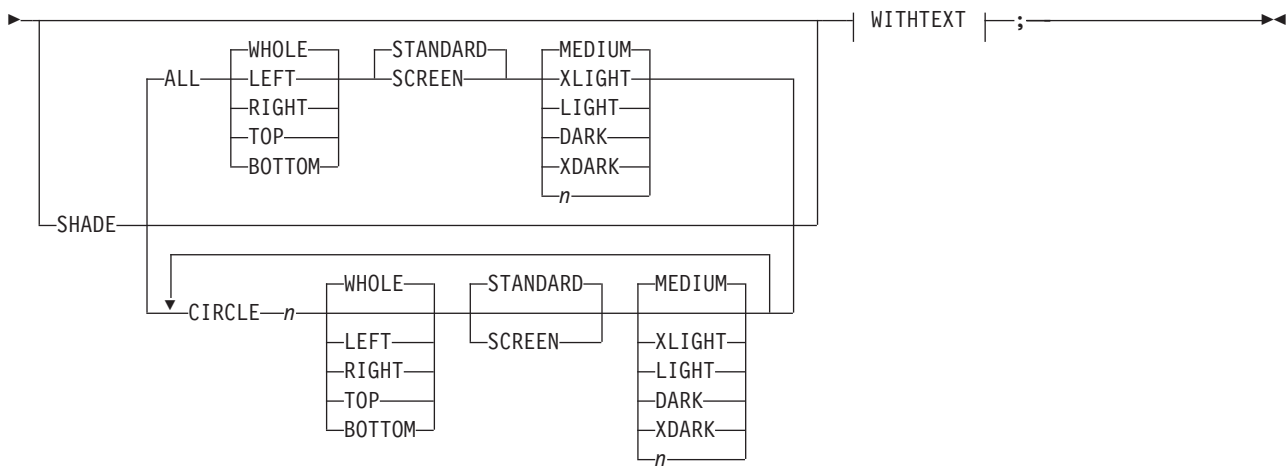 WITHTEXT ;
WHOLE STANDARD MEDIUM
ALL LEFT SCREEN XLIGHT
RIGHT LIGHT
TOP DARK
BOTTOM XDARK
n
SHADE
WHOLE STANDARD MEDIUM
CIRCLE n
LEFT SCREEN XLIGHT
RIGHT LIGHT
TOP DARK
BOTTOM XDARK
n